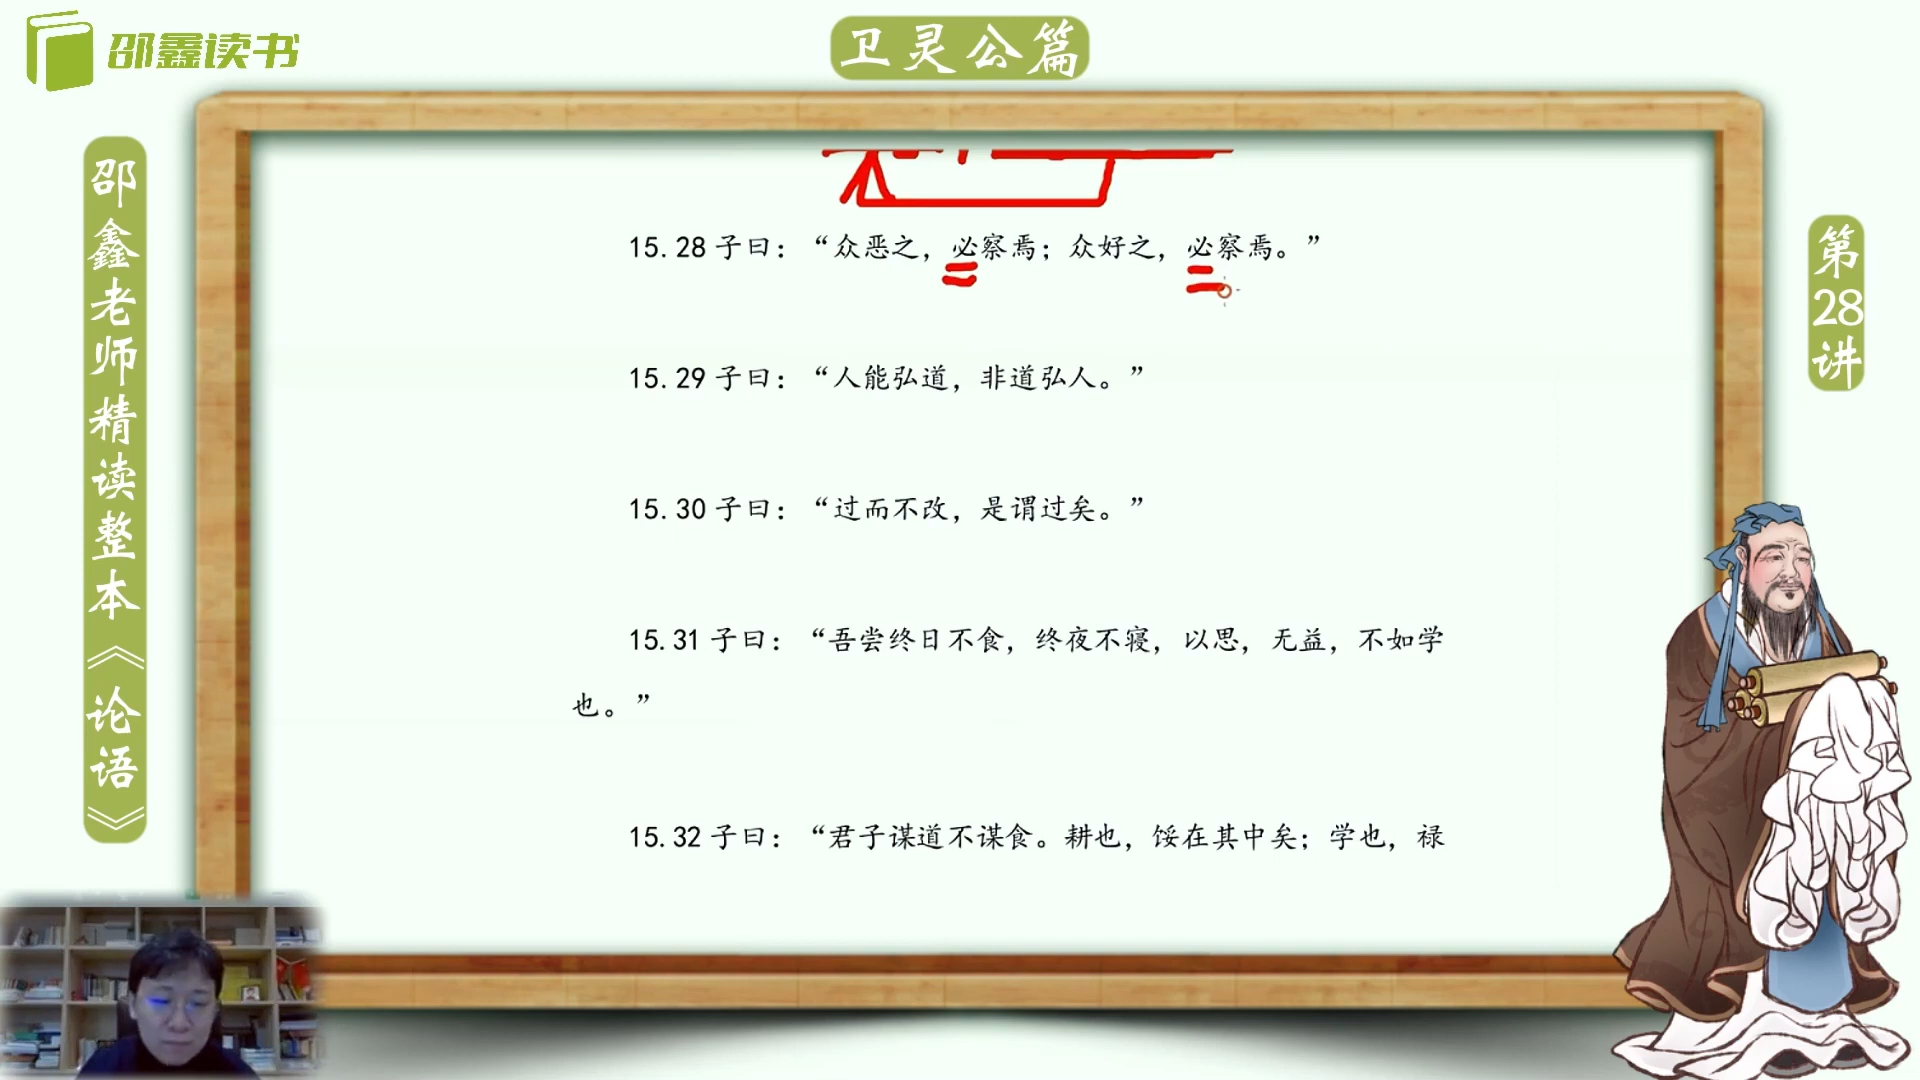 邵鑫读书
卫灵公篇
邵鑫老师精读整本《论语》
第28讲
15.28 子曰：“众恶之，必察焉；众好之，必察焉。”
15.29 子曰：“人能弘道，非道弘人。”
15.30 子曰：“过而不改，是谓过矣。”
15.31 子曰：“吾尝终日不食，终夜不寝，以思，无益，不如学
也。”
15.32 子曰：“君子谋道不谋食。耕也，馁在其中矣；学也，禄